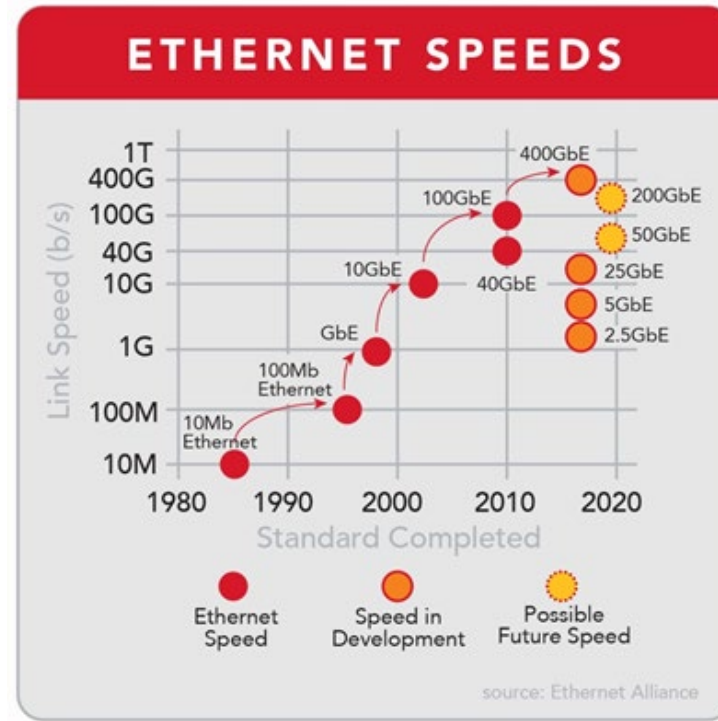 ETHERNET SPEEDS
Link Speed (b/s)
1T
400G
100G
40G
10G
1G
100M
10M
400GbE
200GbE
100GbE
50GbE
10GbE
40GbE
25GbE
5GbE
GbE
2.5GbE
100Mb
Ethernet
10Mb
Ethernet
1980 1990 2000 2010 2020
Standard Completed
Ethernet
Speed
Speed in
Development
Possible
Future Speed
source: Ethernet Alliance